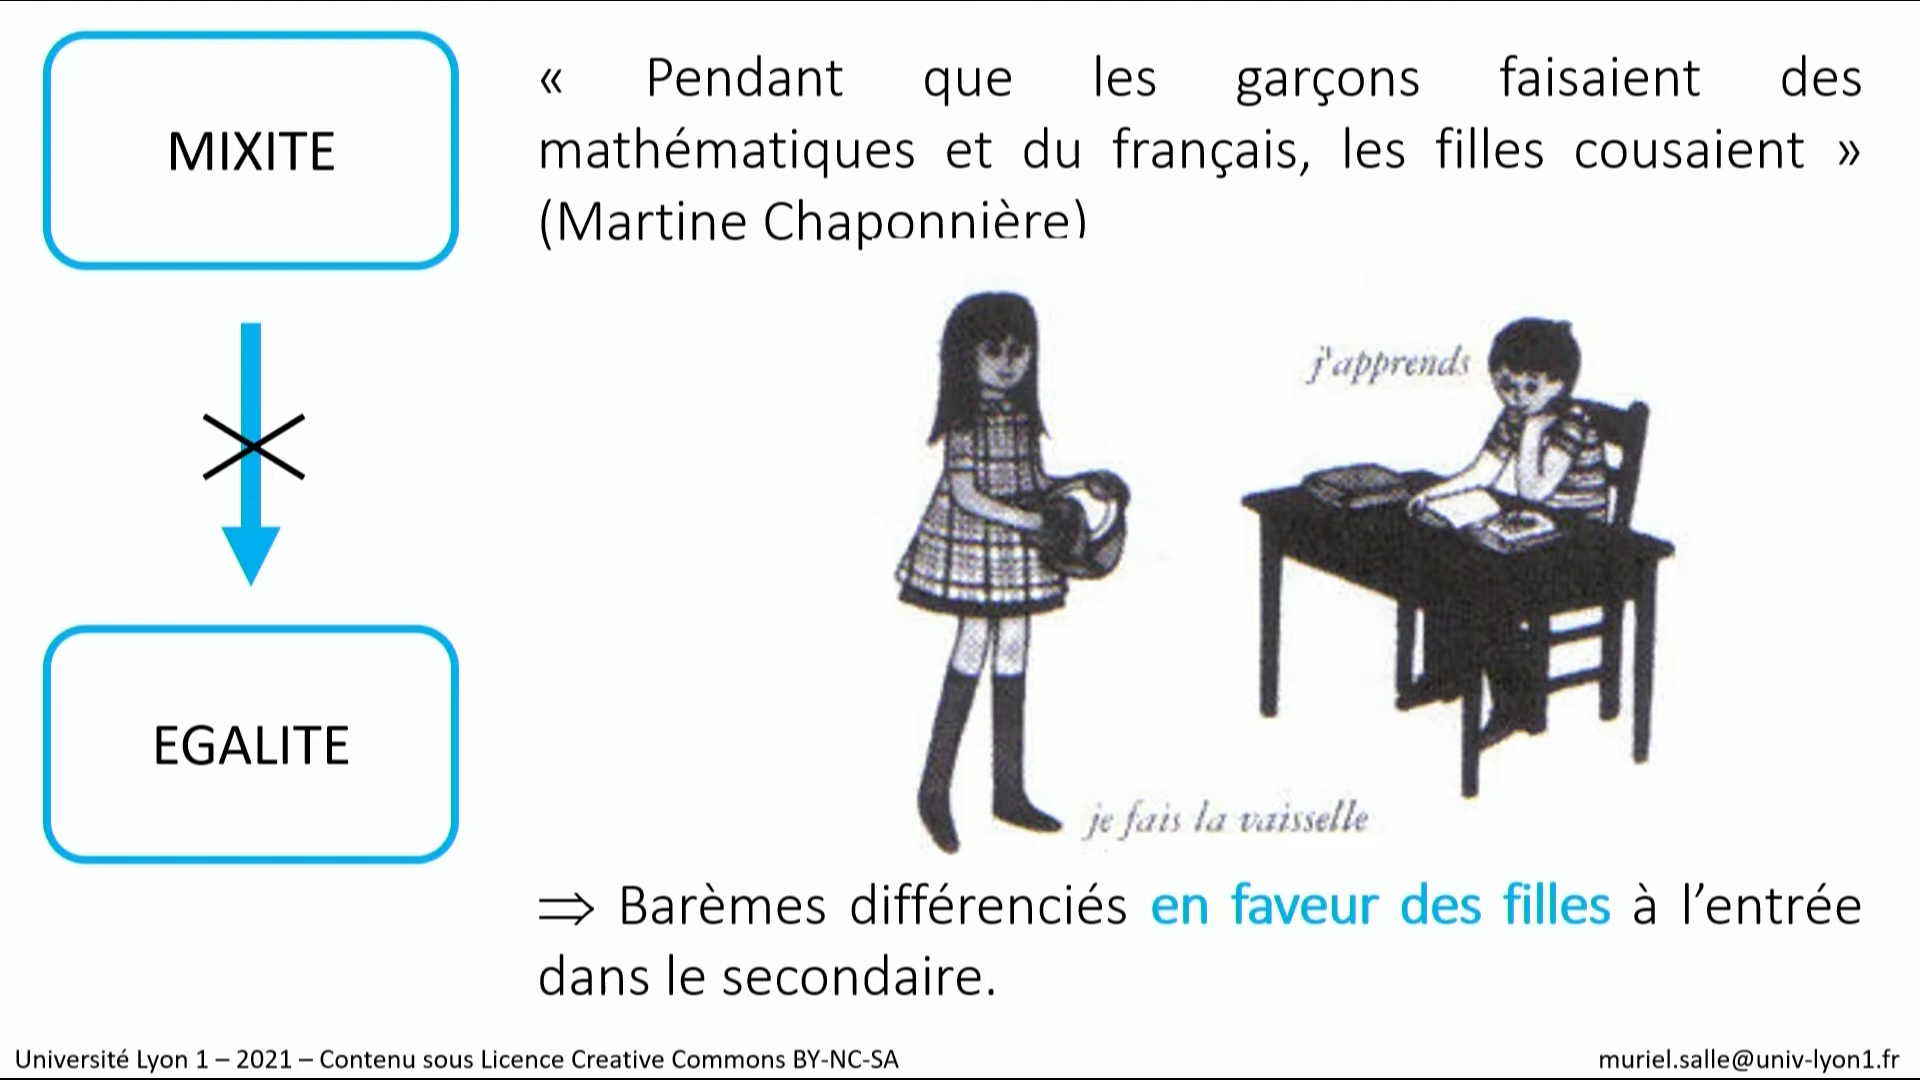 MIXITE
« Pendant que les garçons faisaient des
mathématiques et du français, les filles cousaient »
(Martine Chaponnière)
j'apprends
je fais la vaisselle
EGALITE
⇒ Barèmes différenciés en faveur des filles à l’entrée
dans le secondaire.
Université Lyon 1 – 2021 – Contenu sous Licence Creative Commons BY-NC-SA
muriel.salle@univ-lyon1.fr